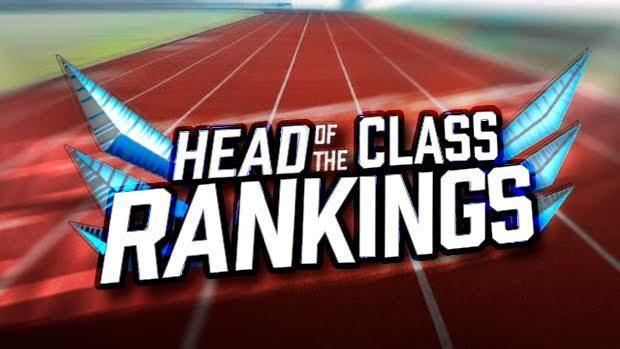 HEAD OF THE CLASS
RANKINGS